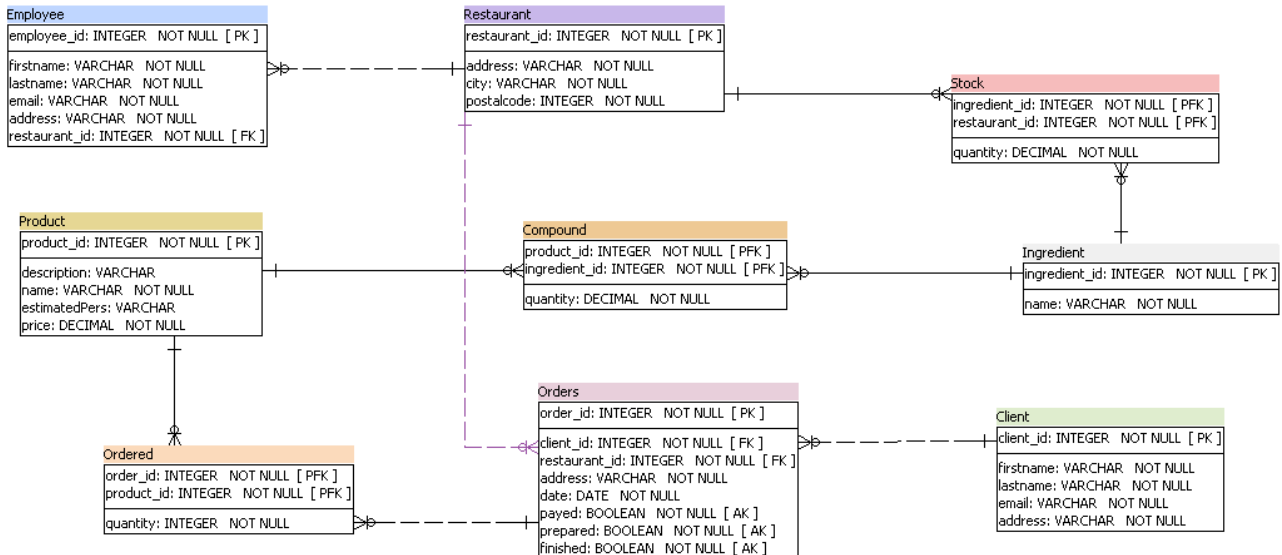 Employee
employee_id: INTEGER NOT NULL [ PK ]
firstname: VARCHAR NOT NULL
lastname: VARCHAR NOT NULL
email: VARCHAR NOT NULL
address: VARCHAR NOT NULL
restaurant_id: INTEGER NOT NULL [ FK ]
Restaurant
restaurant_id: INTEGER NOT NULL [ PK ]
address: VARCHAR NOT NULL
city: VARCHAR NOT NULL
postalcode: INTEGER NOT NULL
Stock
ingredient_id: INTEGER NOT NULL [ PFK ]
restaurant_id: INTEGER NOT NULL [ PFK ]
quantity: DECIMAL NOT NULL
Product
product_id: INTEGER NOT NULL [ PK ]
description: VARCHAR
name: VARCHAR NOT NULL
estimatedPers: VARCHAR
price: DECIMAL NOT NULL
Compound
product_id: INTEGER NOT NULL [ PFK ]
ingredient_id: INTEGER NOT NULL [ PFK ]
quantity: DECIMAL NOT NULL
Ingredient
ingredient_id: INTEGER NOT NULL [ PK ]
name: VARCHAR NOT NULL
Ordered
order_id: INTEGER NOT NULL [ PFK ]
product_id: INTEGER NOT NULL [ PFK ]
quantity: INTEGER NOT NULL
Orders
order_id: INTEGER NOT NULL [ PK ]
client_id: INTEGER NOT NULL [ FK ]
restaurant_id: INTEGER NOT NULL [ FK ]
address: VARCHAR NOT NULL
date: DATE NOT NULL
payed: BOOLEAN NOT NULL [ AK ]
prepared: BOOLEAN NOT NULL [ AK ]
finished: BOOLEAN NOT NULL [ AK ]
Client
client_id: INTEGER NOT NULL [ PK ]
firstname: VARCHAR NOT NULL
lastname: VARCHAR NOT NULL
email: VARCHAR NOT NULL
address: VARCHAR NOT NULL